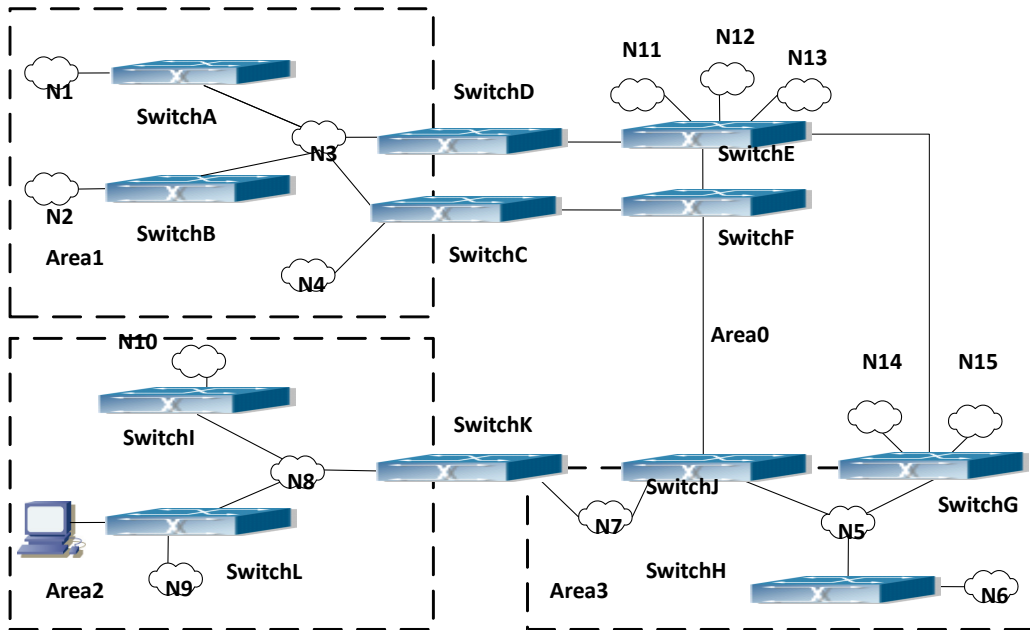 N11
N12
N13
N1
SwitchA
SwitchD
N3
SwitchE
N2
SwitchB
SwitchC
SwitchF
Area1
N4
Area0
N10
N14
N15
SwitchI
SwitchK
N8
SwitchJ
SwitchG
N7
N5
SwitchL
SwitchH
Area2
N9
Area3
N6